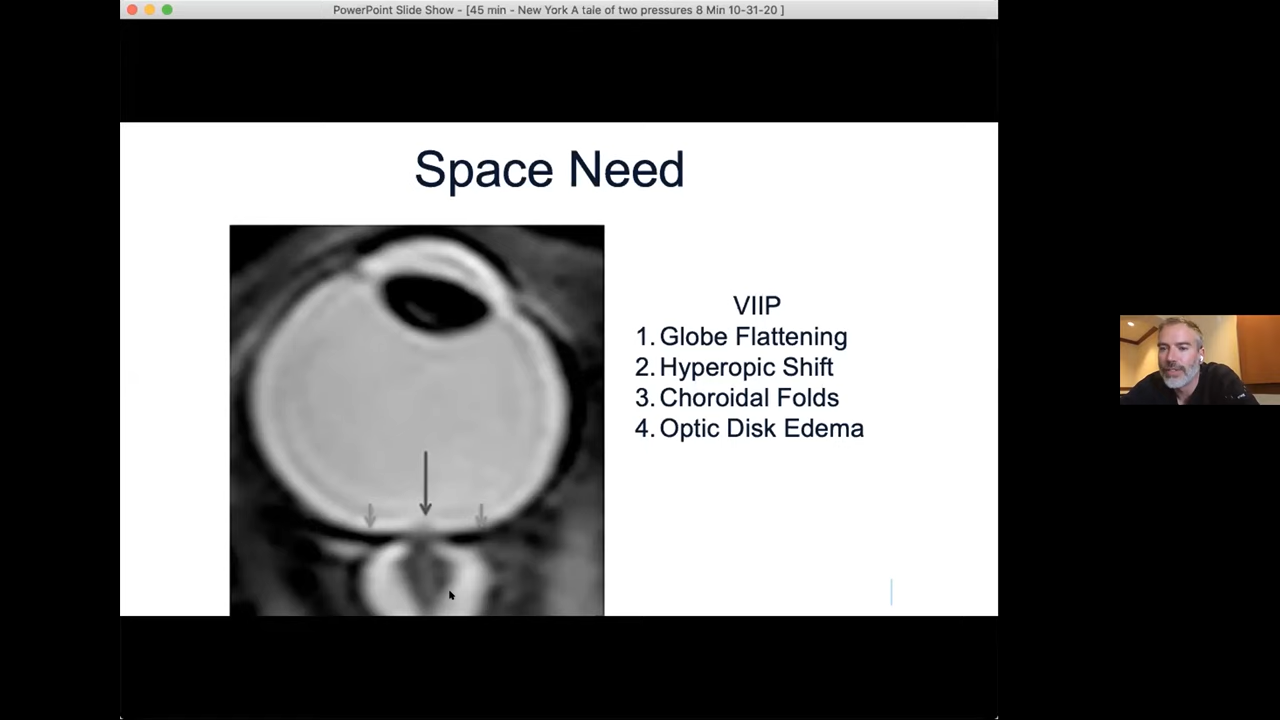 PowerPoint Slide Show - [45 min - New York A tale of two pressures 8 Min 10-31-20 ]
Space Need
VIIP
1. Globe Flattening
2. Hyperopic Shift
3. Choroidal Folds
4. Optic Disk Edema